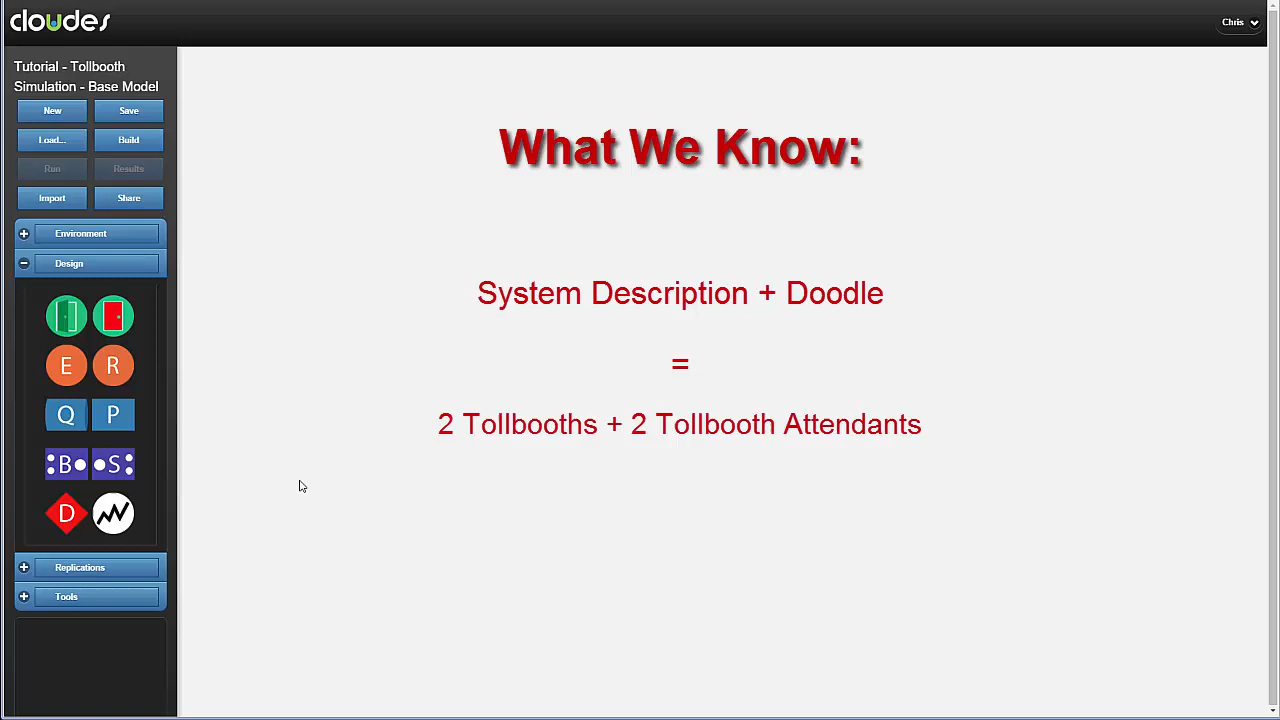 cloudes
Chris
Tutorial - Tollbooth
Simulation - Base Model
New
Save
Load...
Build
Run
Results
Import
Share
Environment
Design
E
R
Q
P
B
S
D
Replications
Tools
What We Know:
System Description + Doodle
=
2 Tollbooths + 2 Tollbooth Attendants